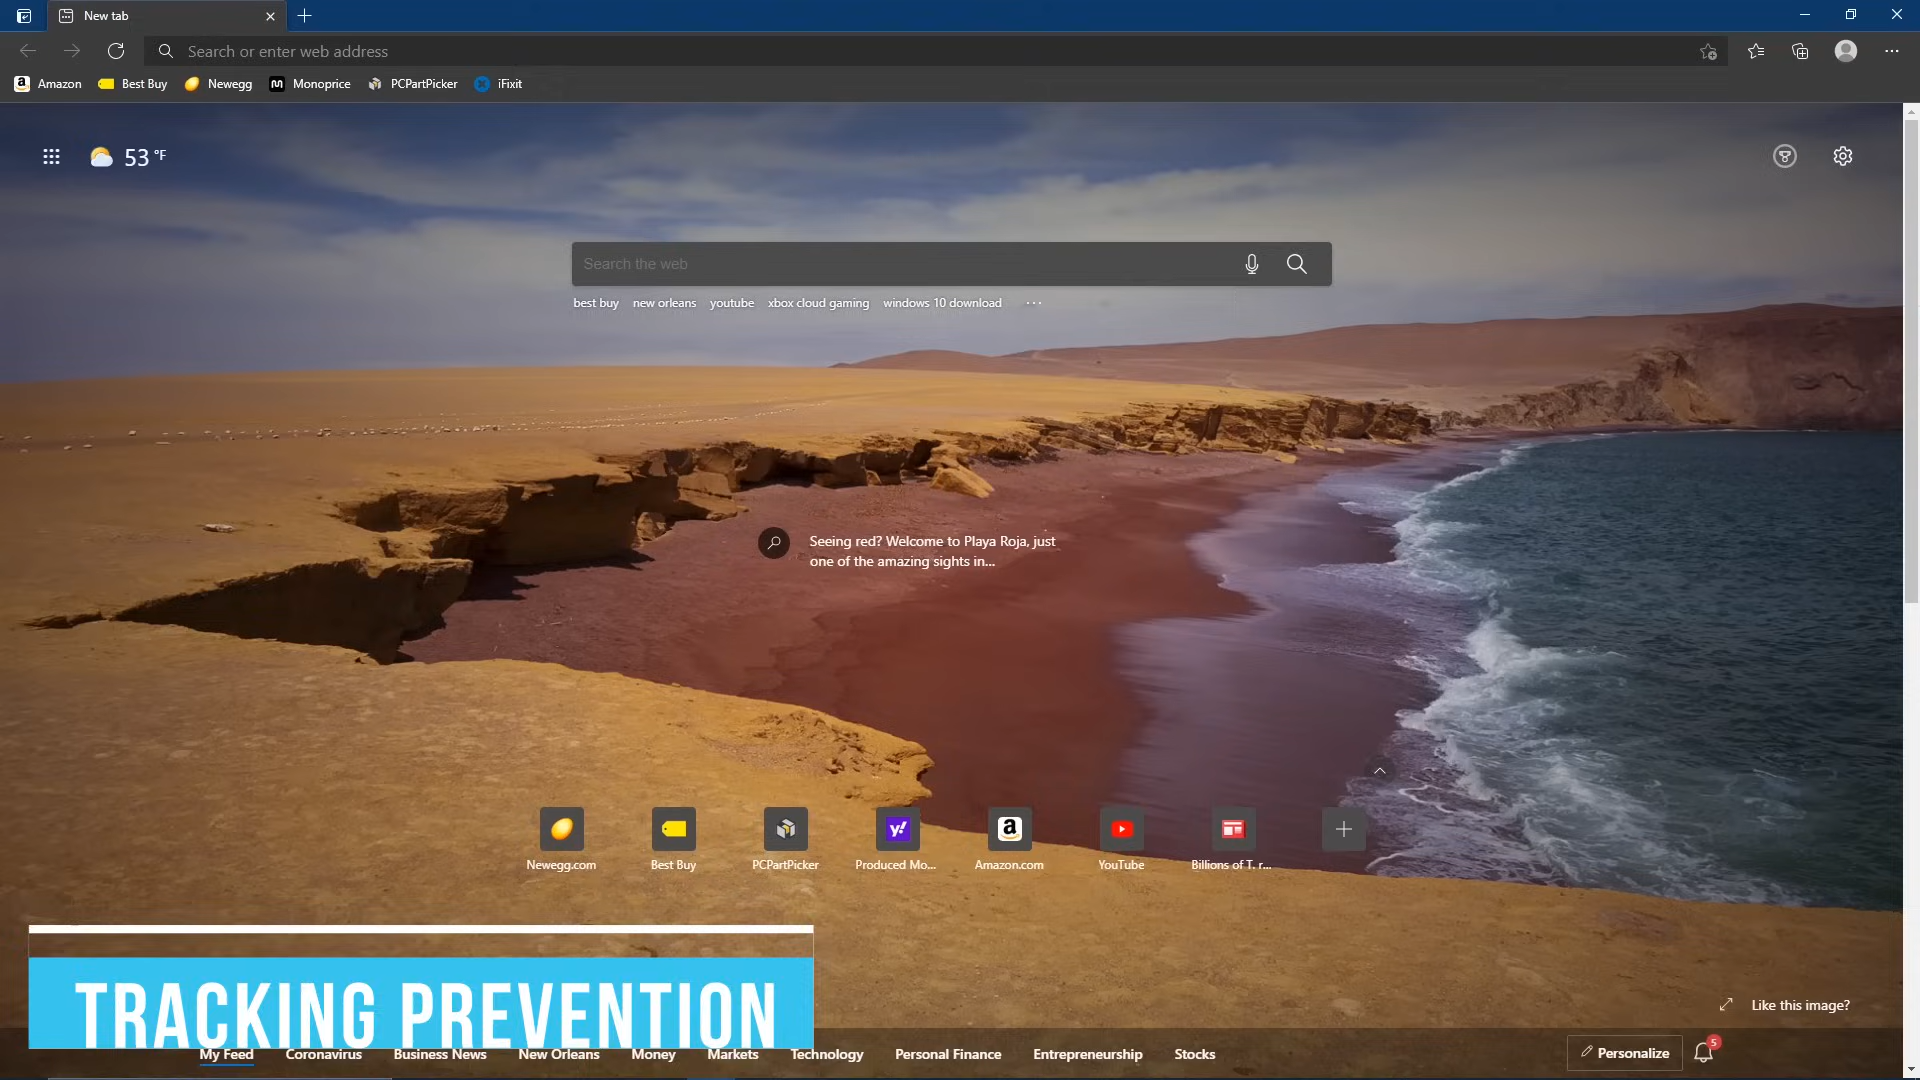 New tab
Search or enter web address
Amazon
Best Buy
Newegg
Monoprice
PCPartPicker
iFixit
53 °F
Search the web
best buy
new orleans
youtube
xbox cloud gaming
windows 10 download
Seeing red? Welcome to Playa Roja, just
one of the amazing sights in...
Newegg.com
Best Buy
PCPartPicker
Produced Mo...
Amazon.com
YouTube
Billions of T. r...
TRACKING PREVENTION
Like this image?
My Feed
Coronavirus
Business News
New Orleans
Money
Markets
Technology
Personal Finance
Entrepreneurship
Stocks
Personalize
5